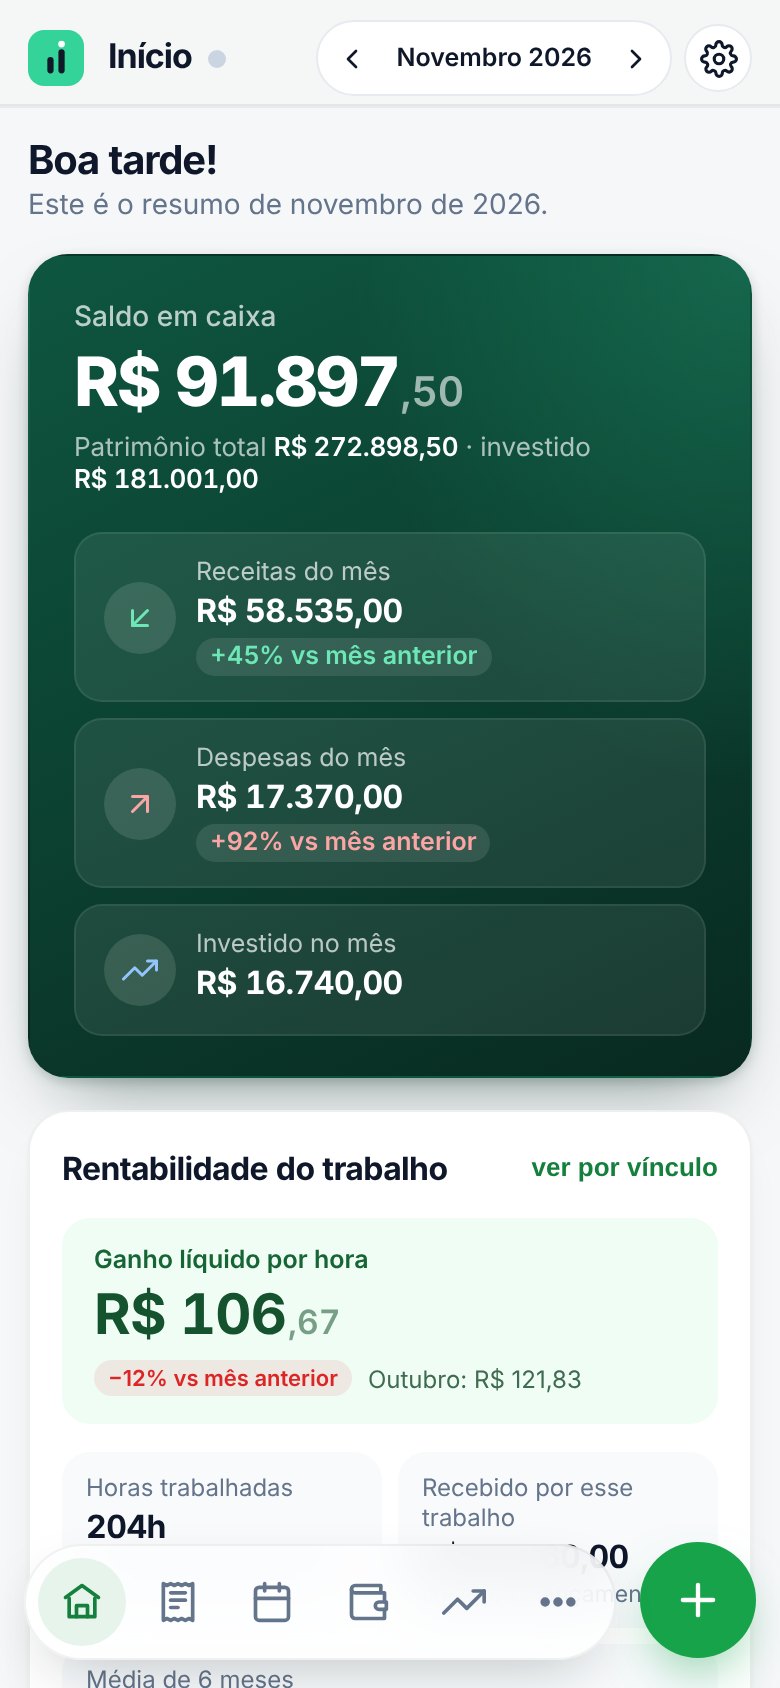 Início
Novembro 2026
Boa tarde!
Este é o resumo de novembro de 2026.
Saldo em caixa
R$ 91.897,50
Patrimônio total R$ 272.898,50 · investido
R$ 181.001,00
Receitas do mês
R$ 58.535,00
+45% vs mês anterior
Despesas do mês
R$ 17.370,00
+92% vs mês anterior
Investido no mês
R$ 16.740,00
Rentabilidade do trabalho
ver por vínculo
Ganho líquido por hora
R$ 106,67
−12% vs mês anterior
Outubro: R$ 121,83
Horas trabalhadas
204h
Recebido por esse
trabalho
Média de 6 meses